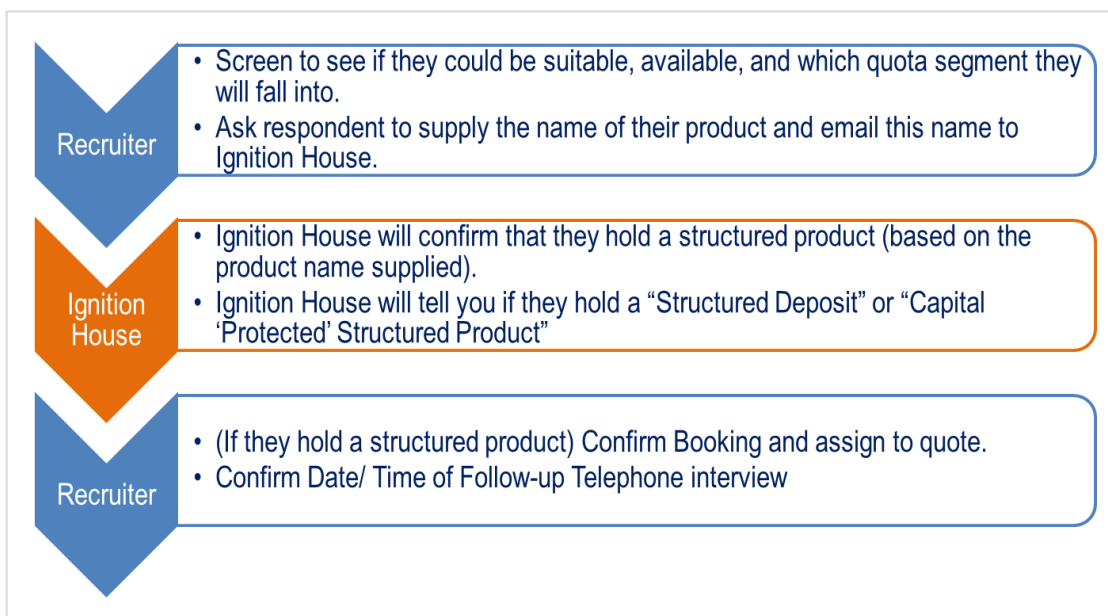 Recruiter
• Screen to see if they could be suitable, available, and which quota segment they
will fall into.
• Ask respondent to supply the name of their product and email this name to
Ignition House.
Ignition
House
• Ignition House will confirm that they hold a structured product (based on the
product name supplied).
• Ignition House will tell you if they hold a “Structured Deposit” or “Capital
‘Protected’ Structured Product”
Recruiter
• (If they hold a structured product) Confirm Booking and assign to quote.
• Confirm Date/ Time of Follow-up Telephone interview